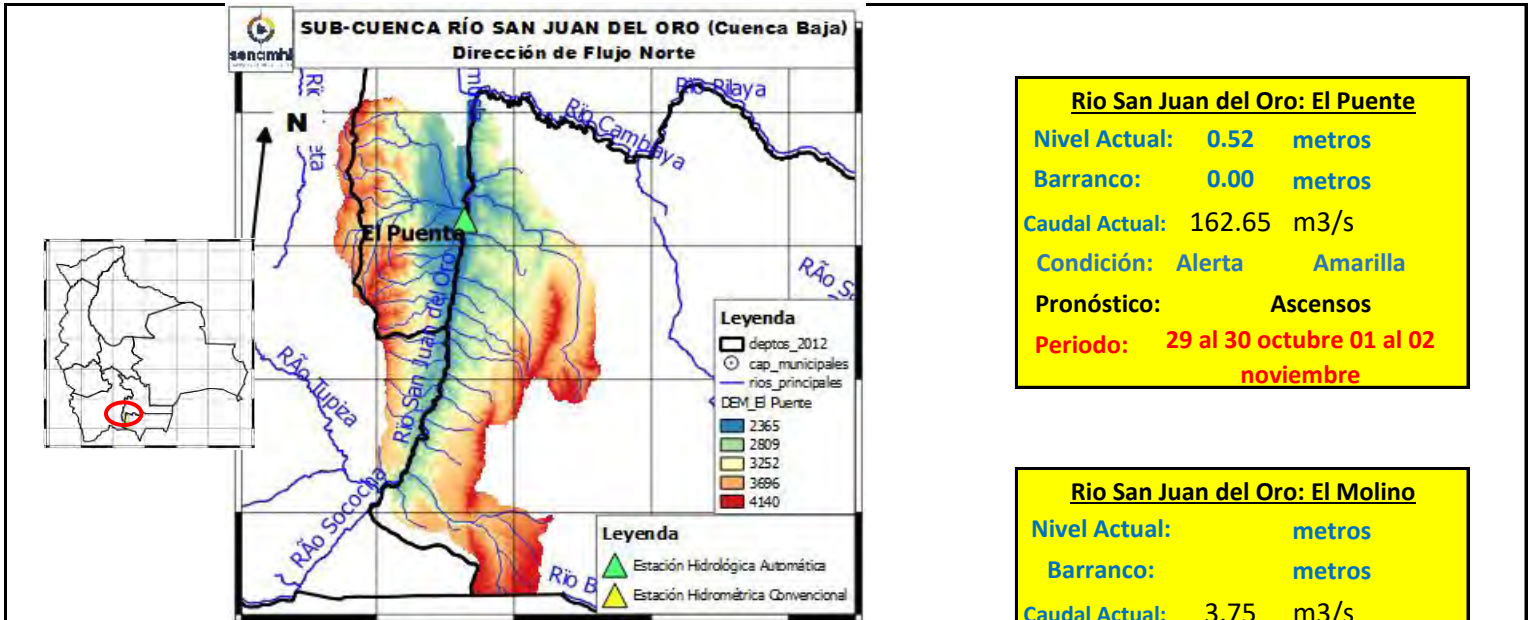 senamhi
SUB-CUENCA RÍO SAN JUAN DEL ORO (Cuenca Baja)
Dirección de Flujo Norte
N
Río Pilaya
Rïo Camblaya
El Puente
Rïo San Juan del Oro
RÃo Tupiza
RÃo Sococha
RÃo S
Rïo B
Leyenda
deptos_2012
cap_municipales
rios_principales
DEM_El Puente
2365
2809
3252
3696
4140
Leyenda
Estación Hidrológica Automática
Estación Hidrométrica Convencional
Rio San Juan del Oro: El Puente
Nivel Actual: 0.52 metros
Barranco: 0.00 metros
Caudal Actual: 162.65 m3/s
Condición: Alerta Amarilla
Pronóstico: Ascensos
Periodo: 29 al 30 octubre 01 al 02
noviembre
Rio San Juan del Oro: El Molino
Nivel Actual: metros
Barranco: metros
Caudal Actual: 3.75 m3/s